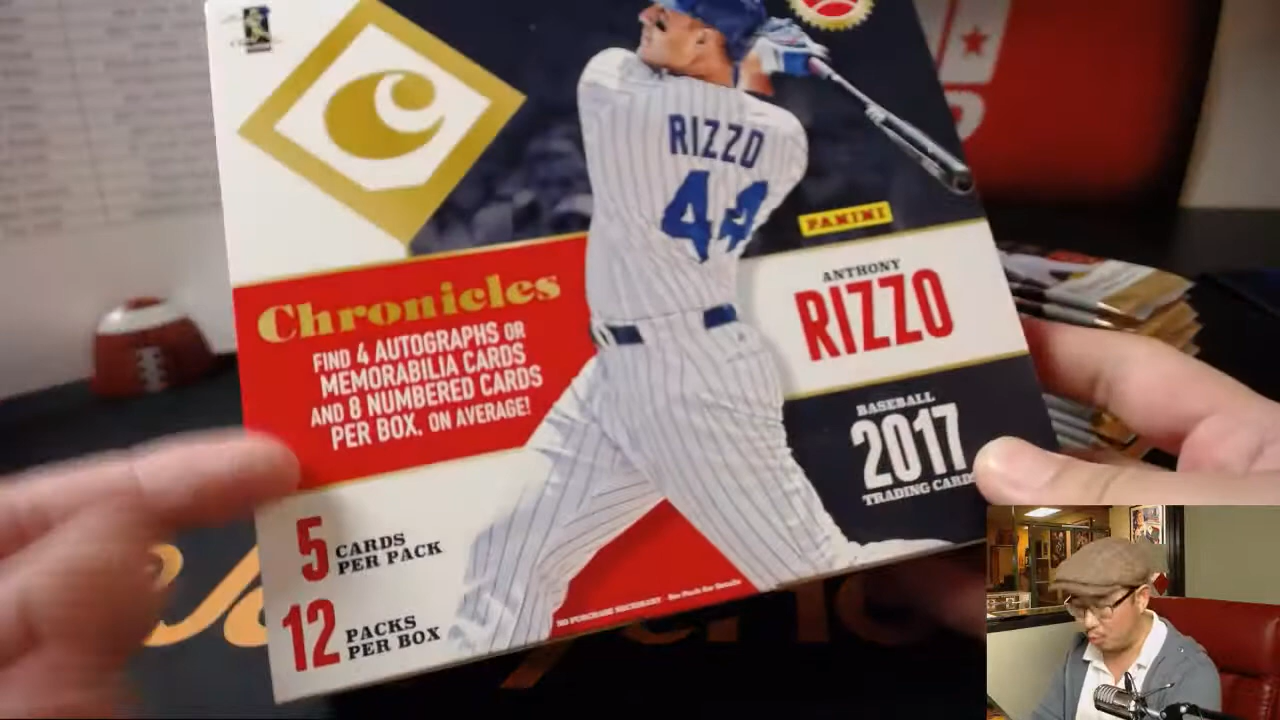 RIZZO
44
PANINI
ANTHONY
RIZZO
Chronicles
FIND 4 AUTOGRAPHS OR
MEMORABILIA CARDS
AND 8 NUMBERED CARDS
PER BOX, ON AVERAGE!
BASEBALL
2017
TRADING CARDS
5 CARDS
PER PACK
12 PACKS
PER BOX
NO PURCHASE NECESSARY - See Pack for Details